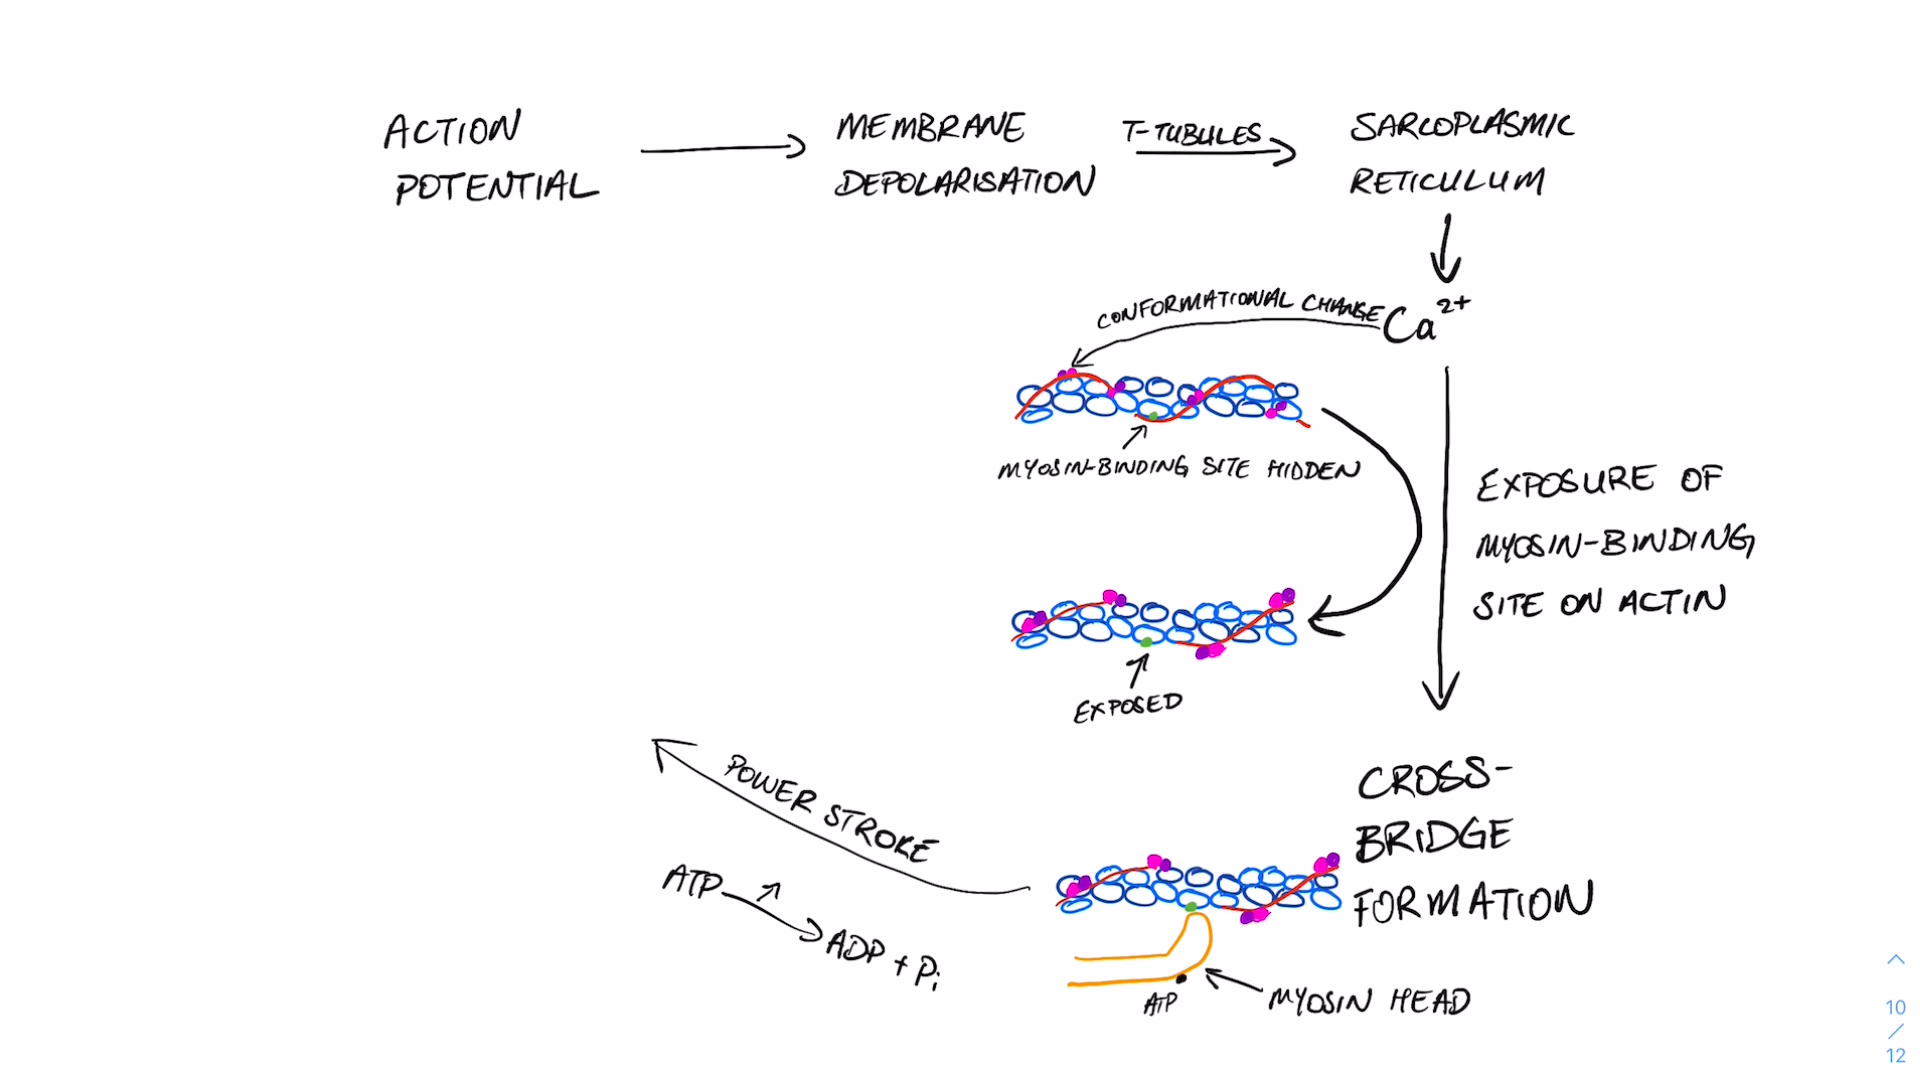 ACTION
POTENTIAL
MEMBRANE
DEPOLARISATION
T-TUBULES
SARCOPLASMIC
RETICULUM
CONFORMATIONAL CHANGE
Ca²⁺
MYOSIN-BINDING SITE HIDDEN
EXPOSURE OF
MYOSIN-BINDING
SITE ON ACTIN
EXPOSED
POWER STROKE
ATP
ADP + Pi
CROSS-
BRIDGE
FORMATION
ATP
MYOSIN HEAD
10
/
12